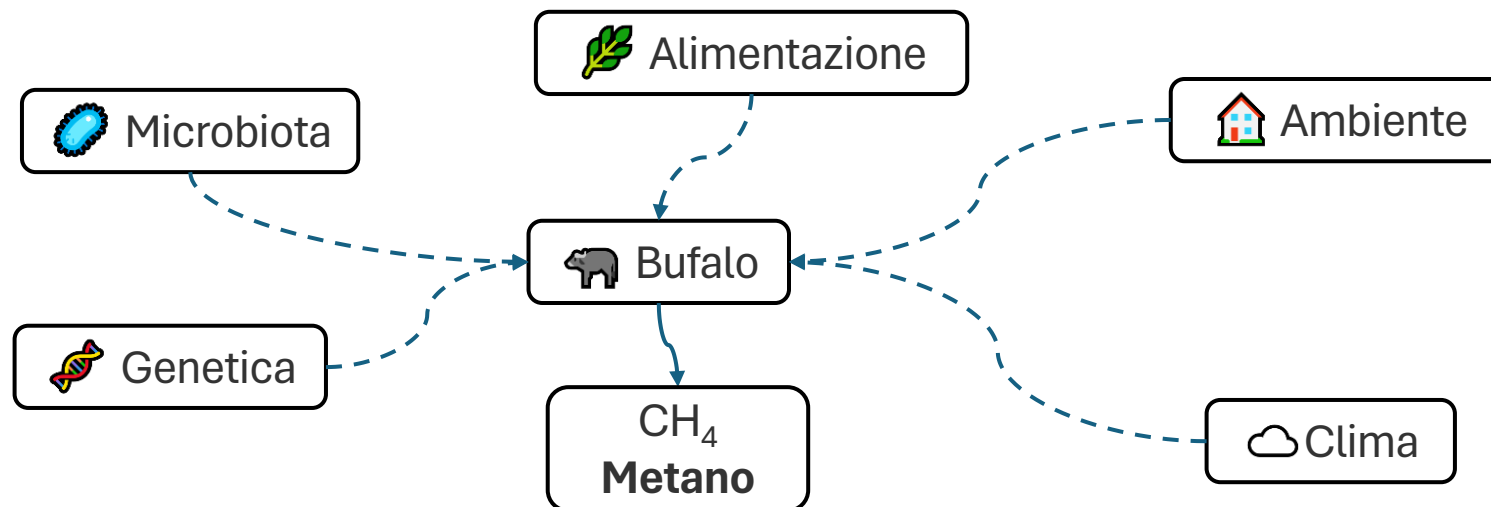 Alimentazione
Microbiota
Ambiente
Bufalo
Genetica
CH₄
Metano
Clima